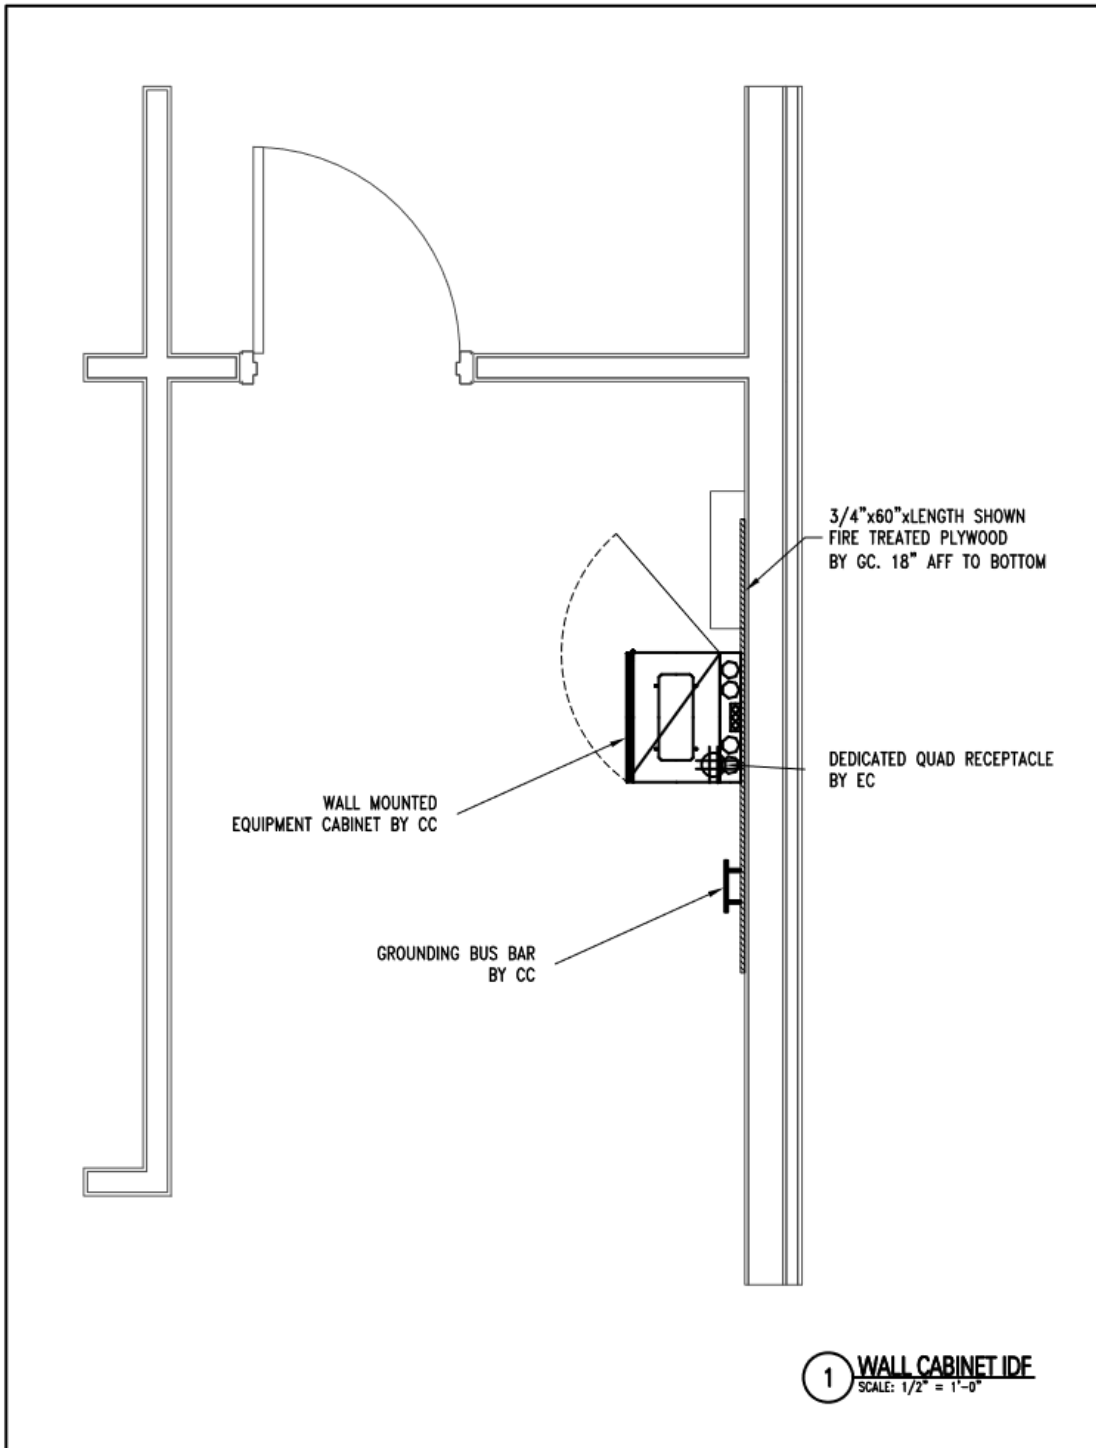 3/4"x60"xLENGTH SHOWN
FIRE TREATED PLYWOOD
BY GC. 18" AFF TO BOTTOM
DEDICATED QUAD RECEPTACLE
BY EC
WALL MOUNTED
EQUIPMENT CABINET BY CC
GROUNDING BUS BAR
BY CC
1 WALL CABINET IDF
SCALE: 1/2" = 1'-0"